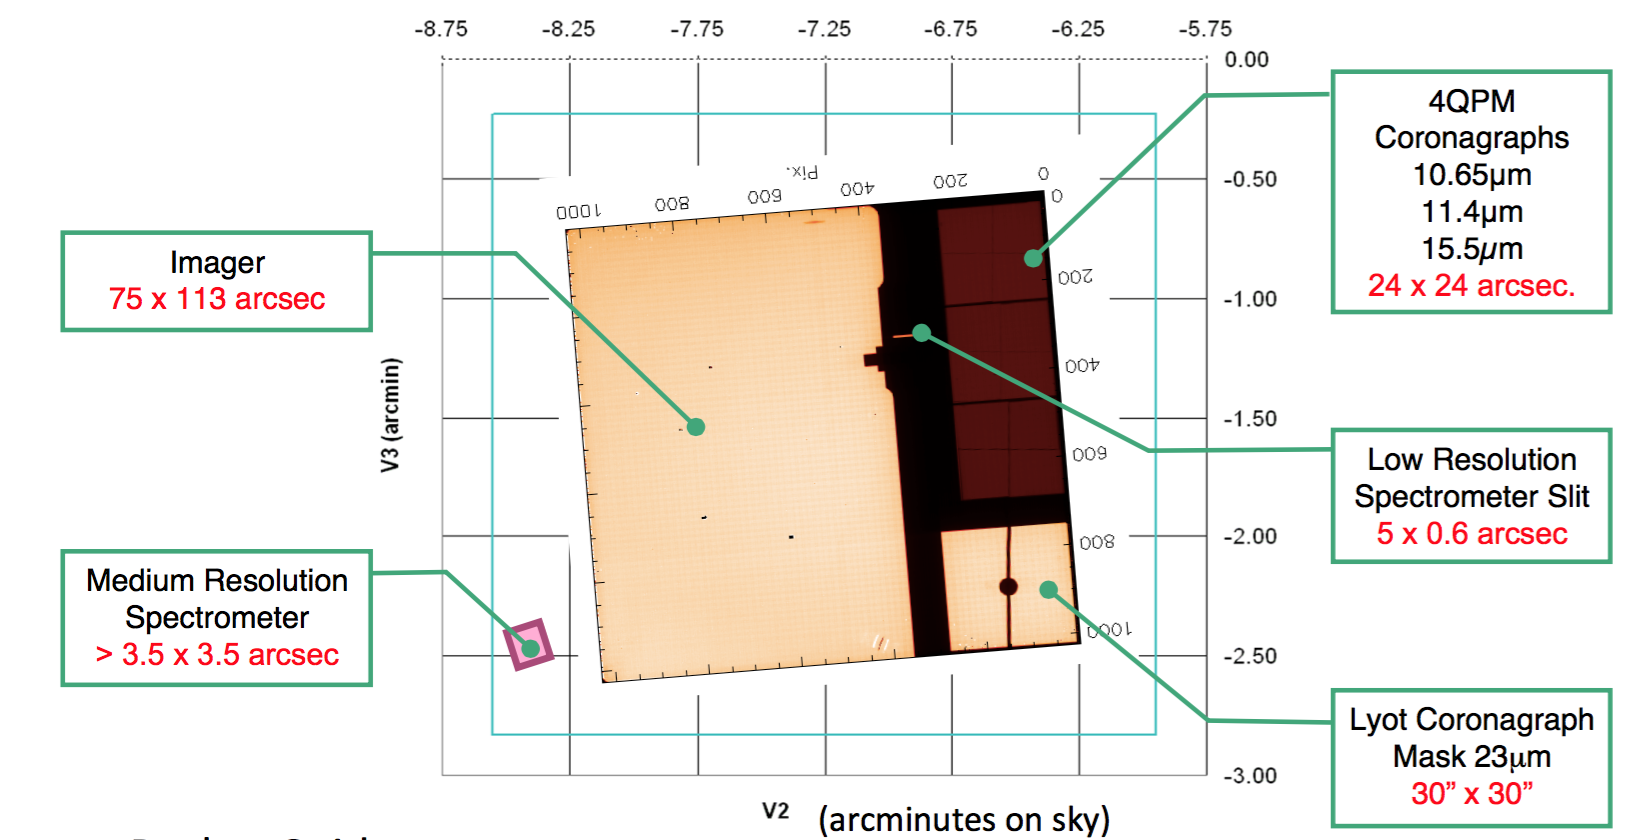 -8.75 -8.25 -7.75 -7.25 -6.75 -6.25 -5.75
0.00
-0.50
-1.00
-1.50
-2.00
-2.50
-3.00
4QPM
Coronagraphs
10.65µm
11.4µm
15.5µm
24 x 24 arcsec.
Pix.
1000 800 600 400 200 0
0
200
400
600
800
1000
Imager
75 x 113 arcsec
V3 (arcmin)
Low Resolution
Spectrometer Slit
5 x 0.6 arcsec
Medium Resolution
Spectrometer
> 3.5 x 3.5 arcsec
Lyot Coronagraph
Mask 23µm
30” x 30”
V2 (arcminutes on sky)